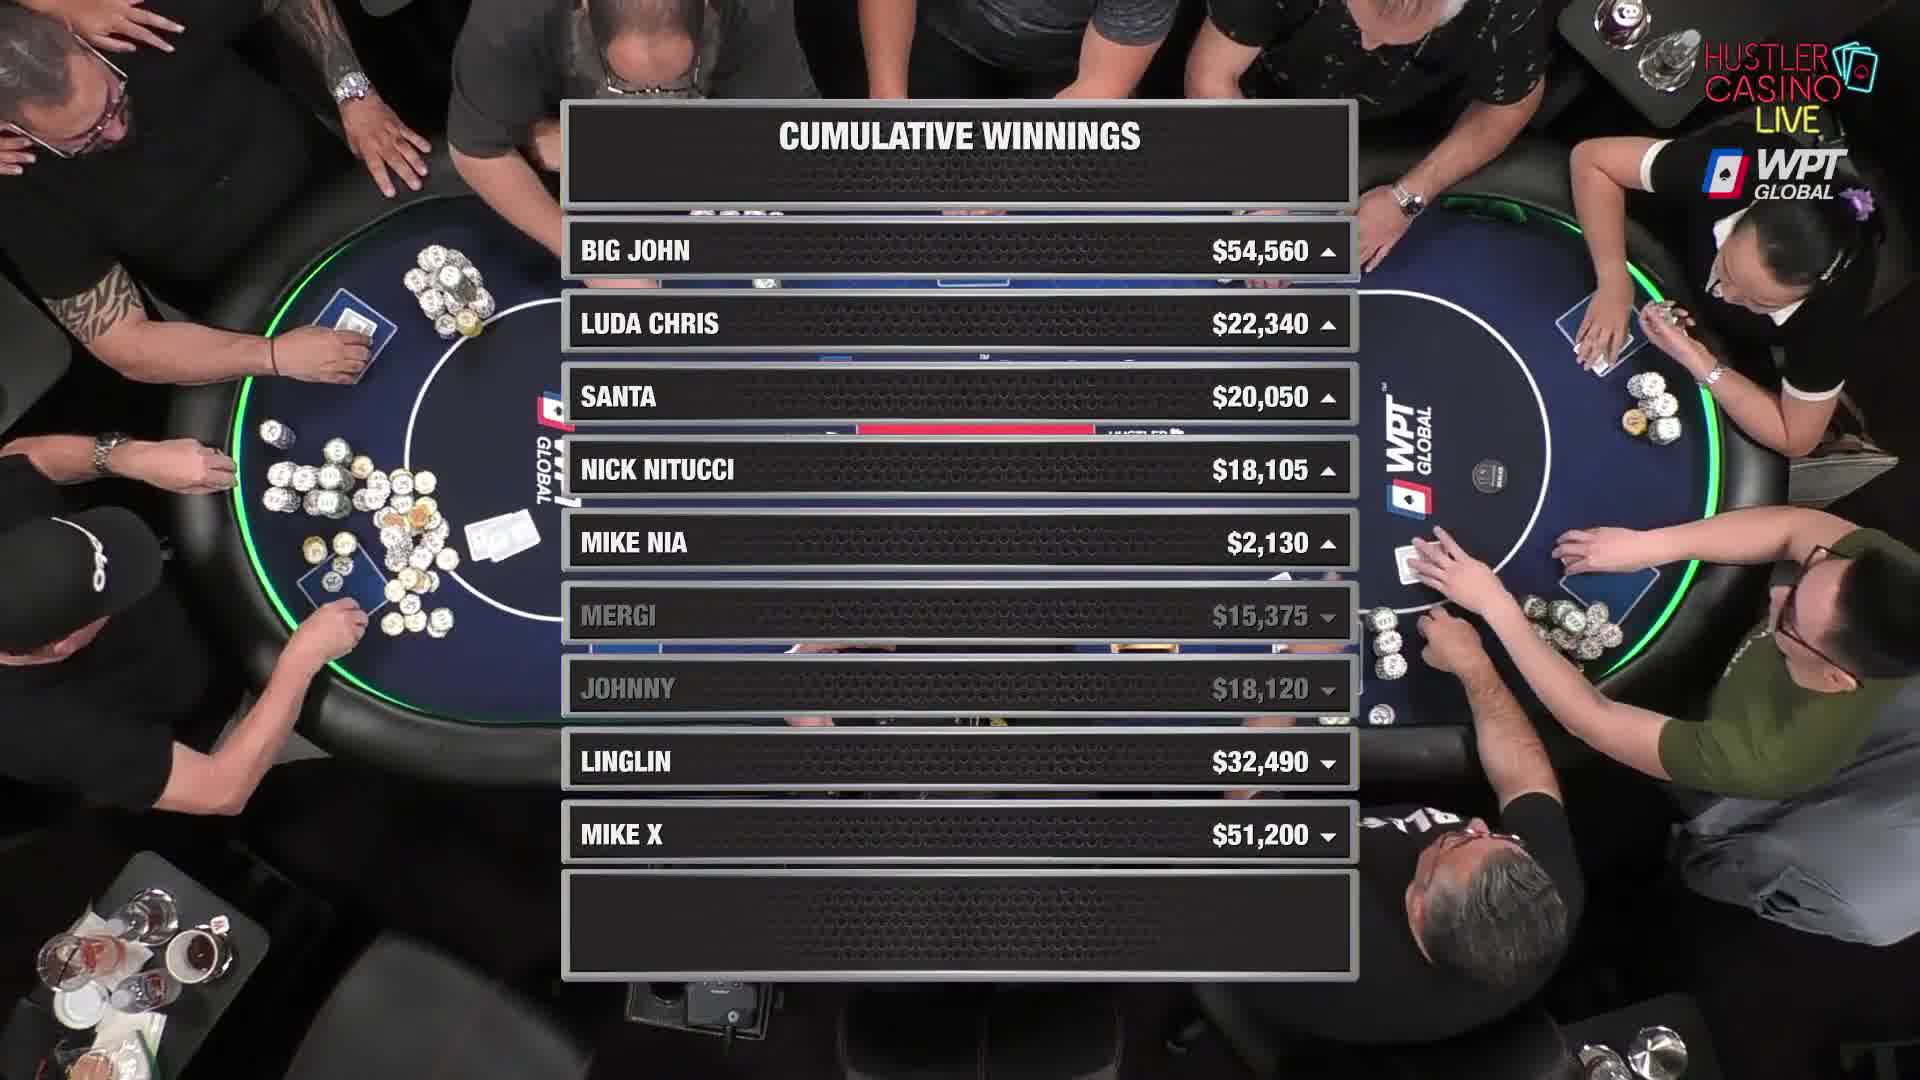 HUSTLER
CASINO
LIVE
WPT
GLOBAL
CUMULATIVE WINNINGS
BIG JOHN $54,560
LUDA CHRIS $22,340
SANTA $20,050
NICK NITUCCI $18,105
MIKE NIA $2,130
MERGI $15,375
JOHNNY $18,120
LINGLIN $32,490
MIKE X $51,200
GLOBAL
WPT
GLOBAL